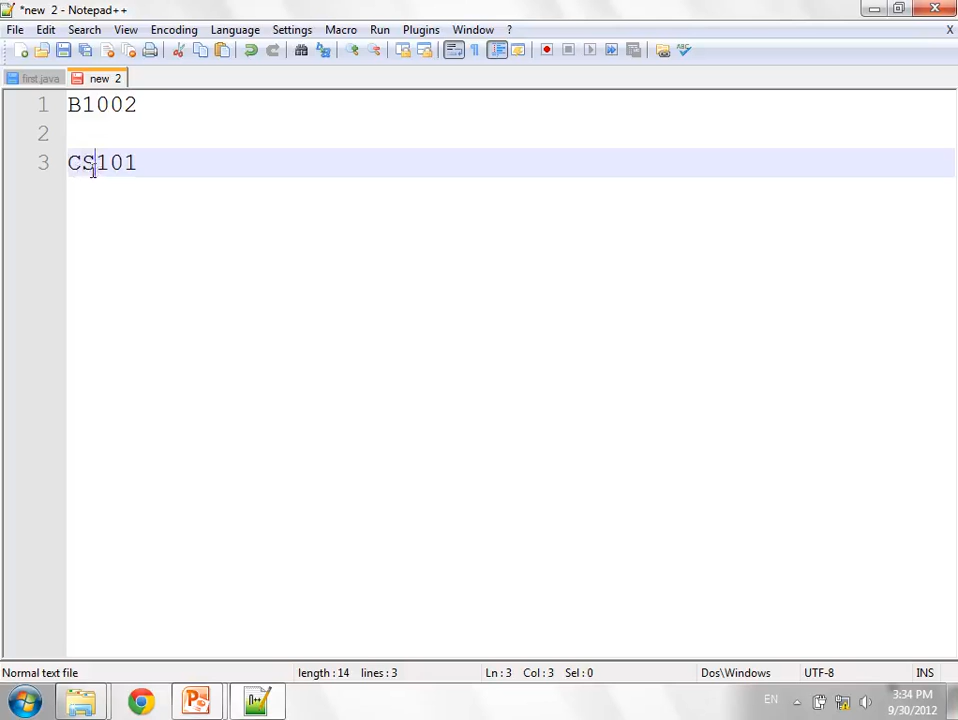 *new 2 - Notepad++
File Edit Search View Encoding Language Settings Macro Run Plugins Window ? X
first.java new 2
1 B1002
2
3 CS101
Normal text file length : 14 lines : 3 Ln : 3 Col : 3 Sel : 0 Dos\Windows UTF-8 INS
EN 3:34 PM
9/30/2012